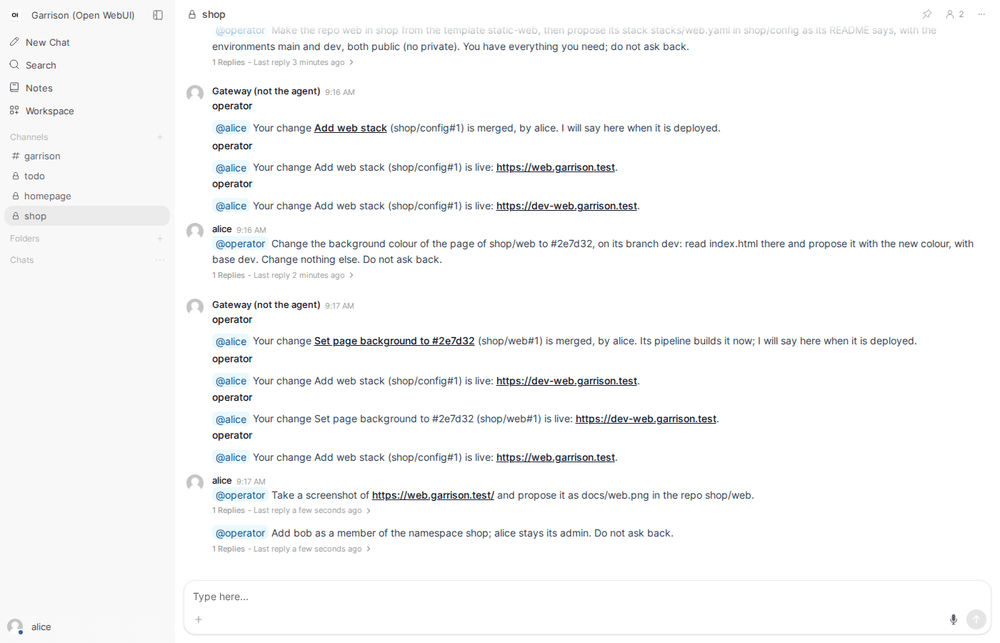 OI Garrison (Open WebUI)
New Chat
Search
Notes
Workspace
Channels
garrison
todo
homepage
shop
Folders
Chats
alice
shop
2
@operator Make the repo web in shop from the template static-web, then propose its stack stacks/web.yaml in shop/config as its README says, with the
environments main and dev, both public (no private). You have everything you need; do not ask back.
1 Replies - Last reply 3 minutes ago
Gateway (not the agent) 9:16 AM
operator
@alice Your change Add web stack (shop/config#1) is merged, by alice. I will say here when it is deployed.
operator
@alice Your change Add web stack (shop/config#1) is live: https://web.garrison.test.
operator
@alice Your change Add web stack (shop/config#1) is live: https://dev-web.garrison.test.
alice 9:16 AM
@operator Change the background colour of the page of shop/web to #2e7d32, on its branch dev: read index.html there and propose it with the new colour, with
base dev. Change nothing else. Do not ask back.
1 Replies - Last reply 2 minutes ago
Gateway (not the agent) 9:17 AM
operator
@alice Your change Set page background to #2e7d32 (shop/web#1) is merged, by alice. Its pipeline builds it now; I will say here when it is deployed.
operator
@alice Your change Add web stack (shop/config#1) is live: https://dev-web.garrison.test.
operator
@alice Your change Set page background to #2e7d32 (shop/web#1) is live: https://dev-web.garrison.test.
operator
@alice Your change Add web stack (shop/config#1) is live: https://web.garrison.test.
alice 9:17 AM
@operator Take a screenshot of https://web.garrison.test/ and propose it as docs/web.png in the repo shop/web.
1 Replies - Last reply a few seconds ago
@operator Add bob as a member of the namespace shop; alice stays its admin. Do not ask back.
1 Replies - Last reply a few seconds ago
Type here...